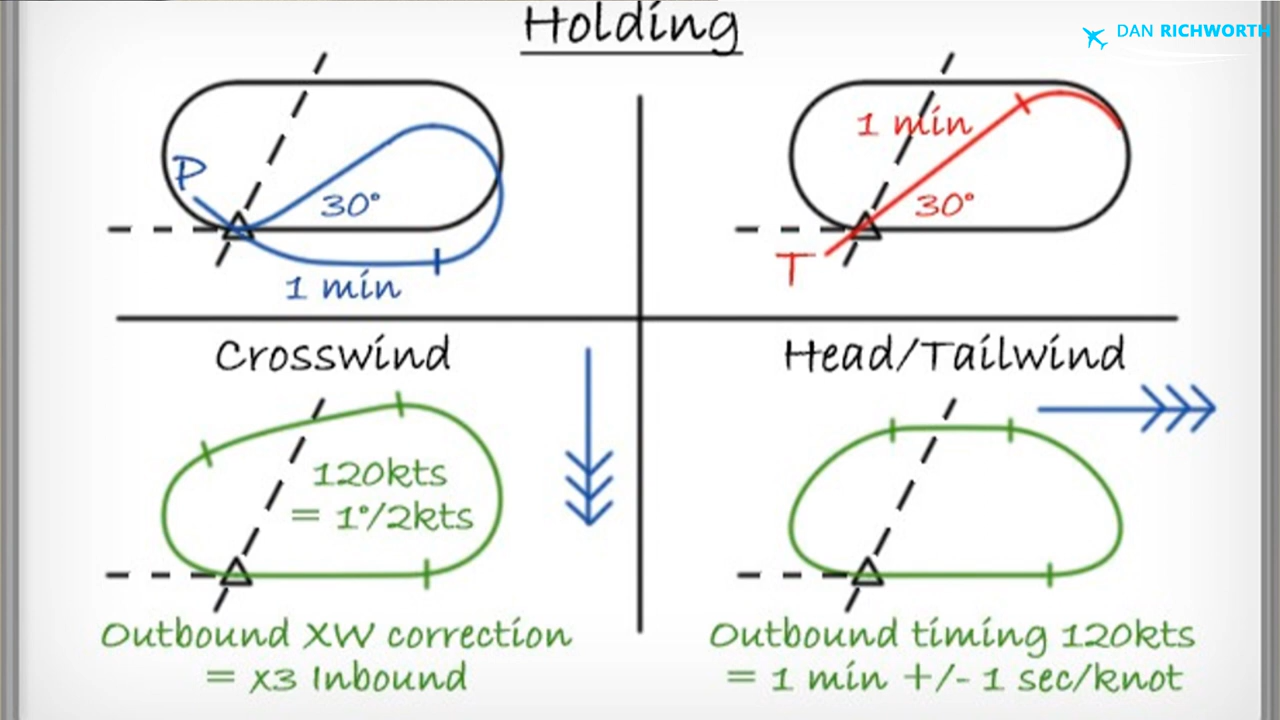 Holding
DAN RICHWORTH
P
30°
1 min
1 min
30°
T
Crosswind
120kts
= 1°/2kts
Outbound XW correction
= x3 Inbound
Head/Tailwind
Outbound timing 120kts
= 1 min +/- 1 sec/knot